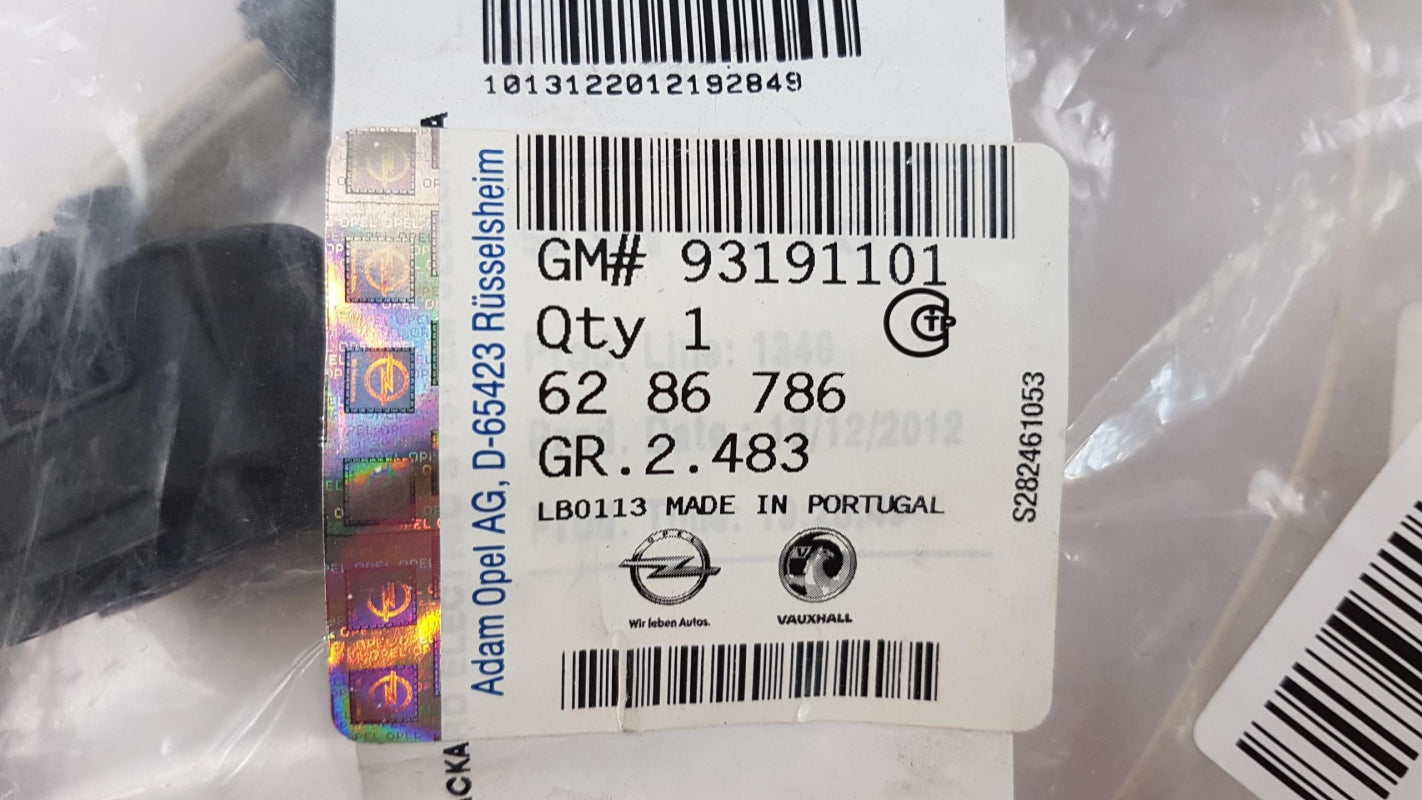 1013122012192849
Adam Opel AG, D-65423 Rüsselsheim
GM# 93191101
Qty 1
62 86 786
GR.2.483
LB0113 MADE IN PORTUGAL
S282461053
OPEL
Wir leben Autos.
VAUXHALL